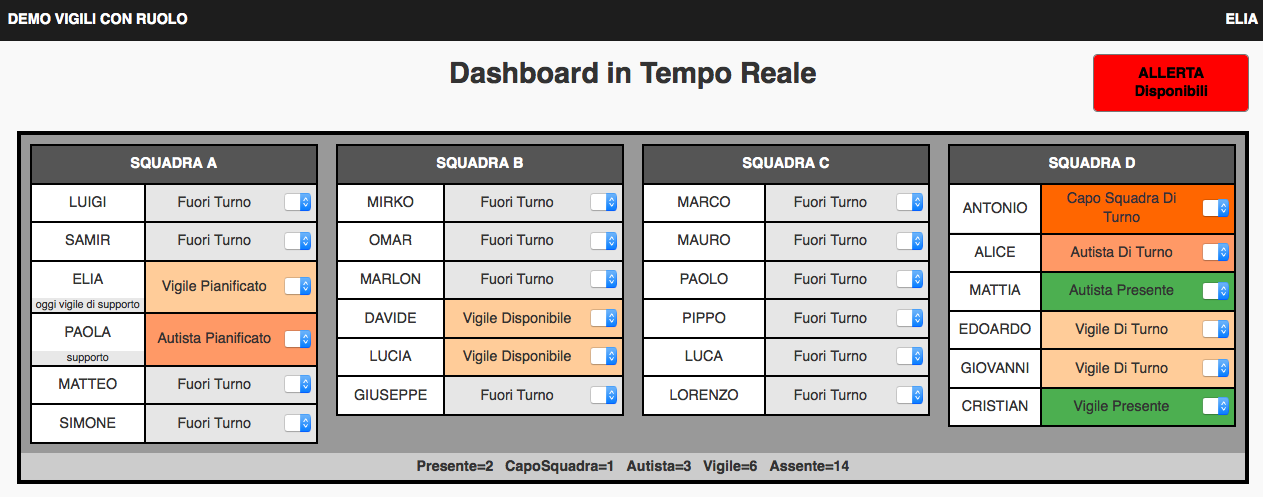 DEMO VIGILI CON RUOLO
ELIA
Dashboard in Tempo Reale
ALLERTA
Disponibili
SQUADRA A
LUIGI Fuori Turno
SAMIR Fuori Turno
ELIA Vigile Pianificato
oggi vigile di supporto
PAOLA Autista Pianificato
supporto
MATTEO Fuori Turno
SIMONE Fuori Turno
SQUADRA B
MIRKO Fuori Turno
OMAR Fuori Turno
MARLON Fuori Turno
DAVIDE Vigile Disponibile
LUCIA Vigile Disponibile
GIUSEPPE Fuori Turno
SQUADRA C
MARCO Fuori Turno
MAURO Fuori Turno
PAOLO Fuori Turno
PIPPO Fuori Turno
LUCA Fuori Turno
LORENZO Fuori Turno
SQUADRA D
ANTONIO Capo Squadra Di
Turno
ALICE Autista Di Turno
MATTIA Autista Presente
EDOARDO Vigile Di Turno
GIOVANNI Vigile Di Turno
CRISTIAN Vigile Presente
Presente=2 CapoSquadra=1 Autista=3 Vigile=6 Assente=14